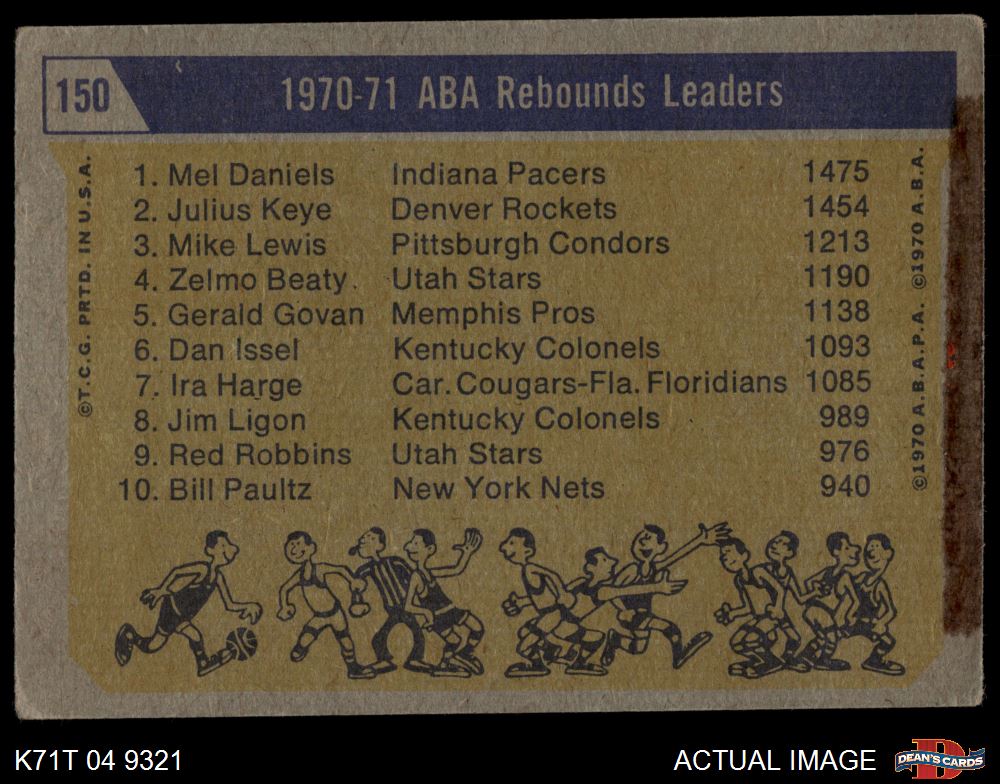 150
1970-71 ABA Rebounds Leaders
1. Mel Daniels Indiana Pacers 1475
2. Julius Keye Denver Rockets 1454
3. Mike Lewis Pittsburgh Condors 1213
4. Zelmo Beaty Utah Stars 1190
5. Gerald Govan Memphis Pros 1138
6. Dan Issel Kentucky Colonels 1093
7. Ira Harge Car. Cougars-Fla. Floridians 1085
8. Jim Ligon Kentucky Colonels 989
9. Red Robbins Utah Stars 976
10. Bill Paultz New York Nets 940
©T.C.G. PRTD. IN U.S.A.
©1970 A.B.A.P.A. ©1970 A.B.A.
K71T 04 9321
ACTUAL IMAGE
D
DEAN'S CARDS